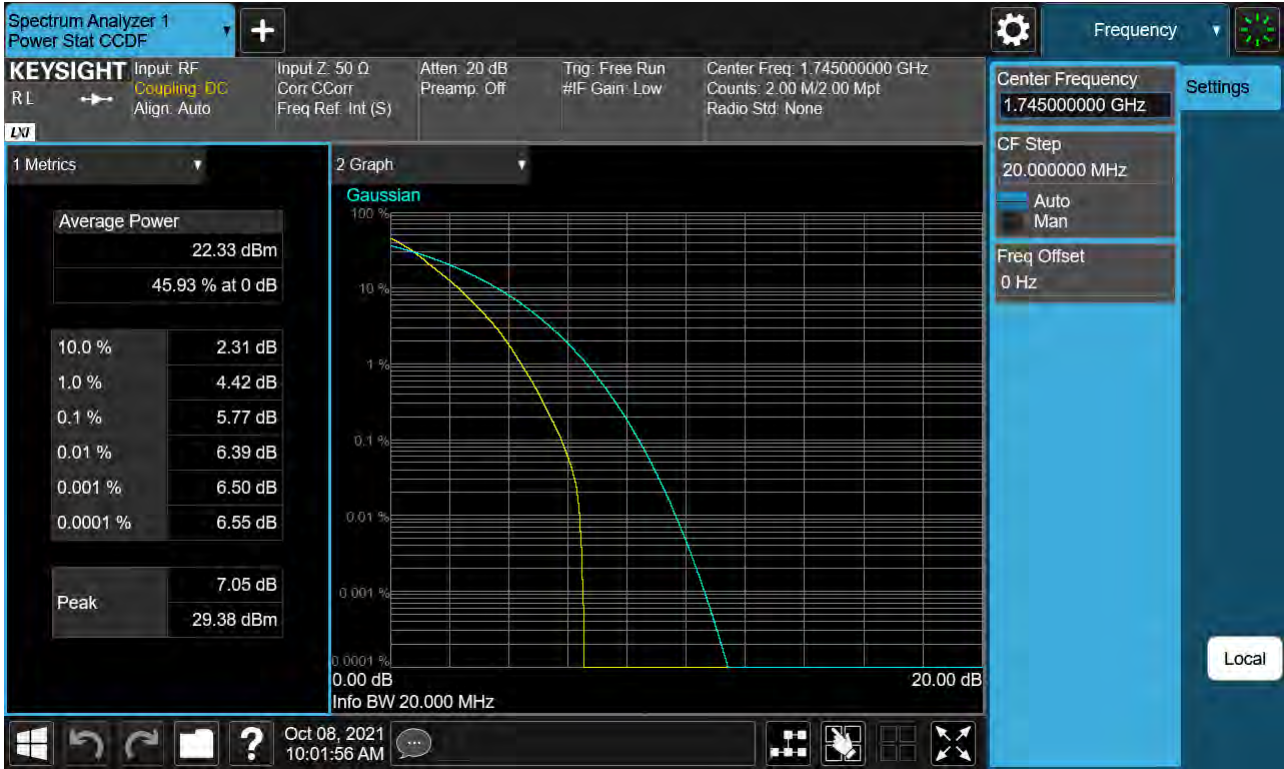 Spectrum Analyzer 1
Power Stat CCDF
+
Frequency
KEYSIGHT
RL
LXI
Input: RF
Coupling: DC
Align: Auto
Input Z: 50 Ω
Corr CCorr
Freq Ref: Int (S)
Atten: 20 dB
Preamp: Off
Trig: Free Run
#IF Gain: Low
Center Freq: 1.745000000 GHz
Counts: 2.00 M/2.00 Mpt
Radio Std: None
Center Frequency
1.745000000 GHz
Settings
CF Step
20.000000 MHz
Auto
Man
Freq Offset
0 Hz
Local
1 Metrics
Average Power
22.33 dBm
45.93 % at 0 dB
10.0 % 2.31 dB
1.0 % 4.42 dB
0.1 % 5.77 dB
0.01 % 6.39 dB
0.001 % 6.50 dB
0.0001 % 6.55 dB
Peak
7.05 dB
29.38 dBm
2 Graph
Gaussian
100 %
10 %
1 %
0.1 %
0.01 %
0.001 %
0.0001 %
0.00 dB 20.00 dB
Info BW 20.000 MHz
?
Oct 08, 2021
10:01:56 AM